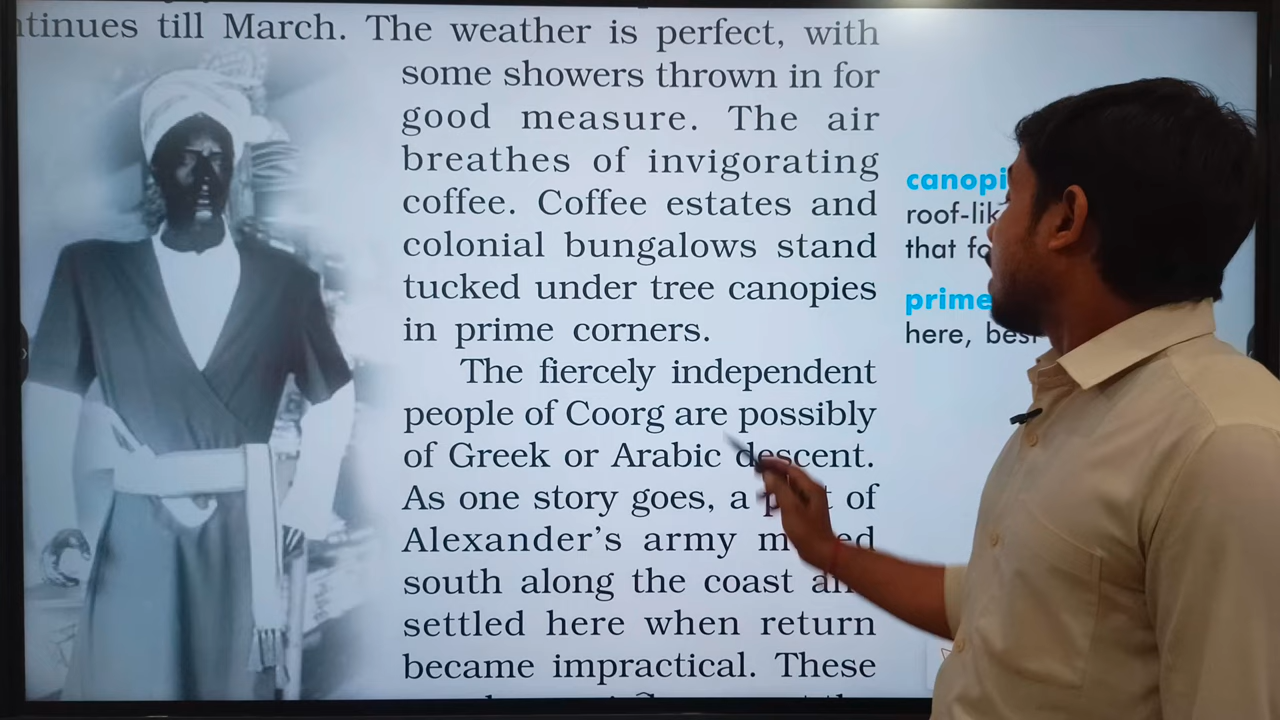 ntinues till March. The weather is perfect, with
some showers thrown in for
good measure. The air
breathes of invigorating
coffee. Coffee estates and
colonial bungalows stand
tucked under tree canopies
in prime corners.
The fiercely independent
people of Coorg are possibly
of Greek or Arabic descent.
As one story goes, a of
Alexander's army
south along the coast
settled here when return
became impractical. These
canopi
roof-lik
that fo
prime
here, best